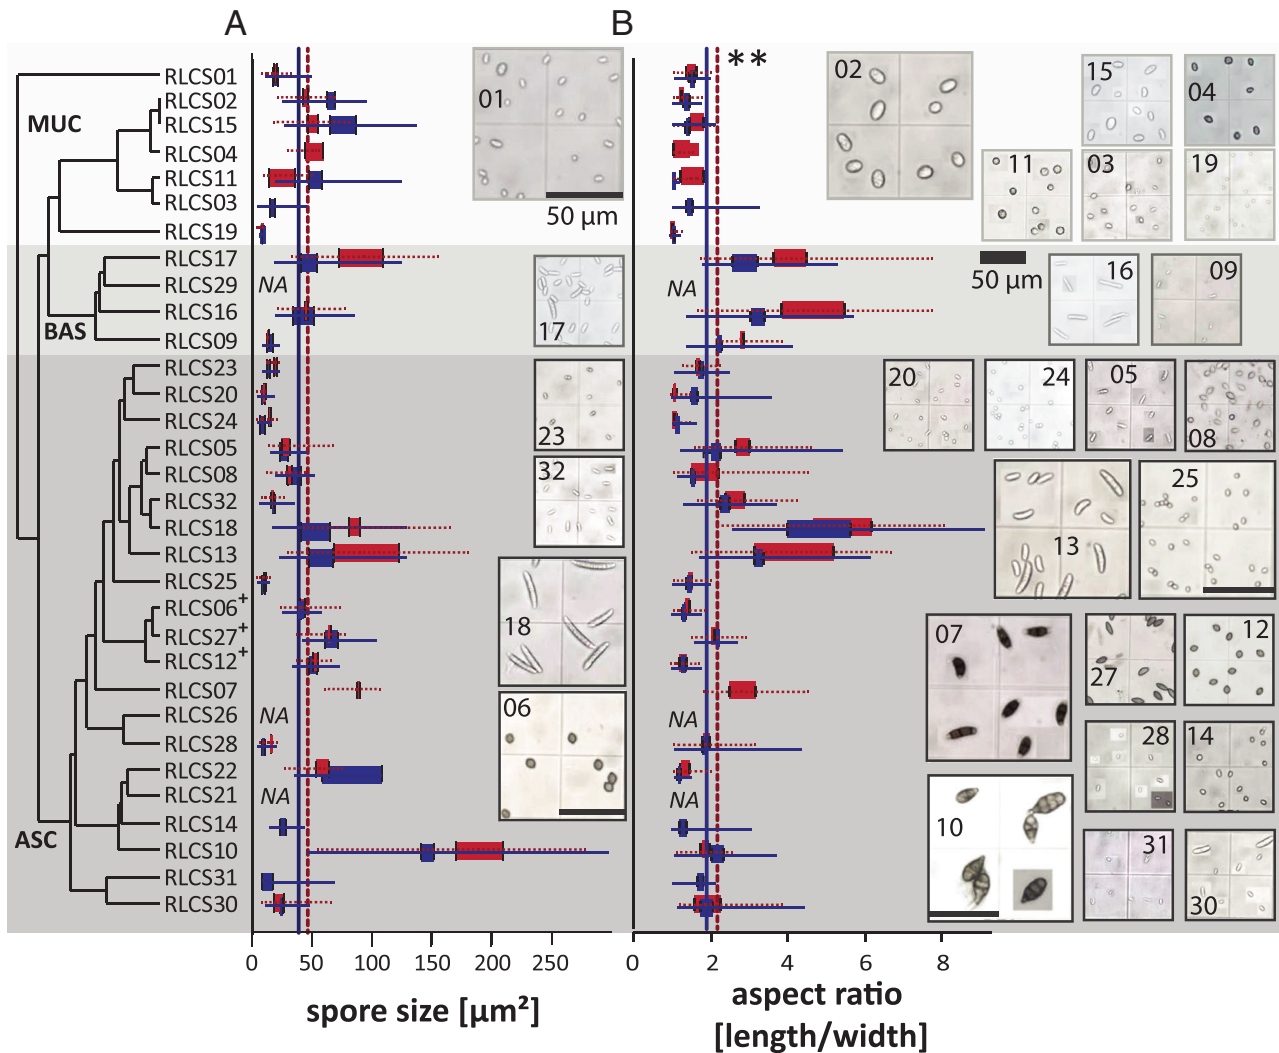 A
B
**
MUC
BAS
ASC
RLCS01
RLCS02
RLCS15
RLCS04
RLCS11
RLCS03
RLCS19
RLCS17
RLCS29
RLCS16
RLCS09
RLCS23
RLCS20
RLCS24
RLCS05
RLCS08
RLCS32
RLCS18
RLCS13
RLCS25
RLCS06+
RLCS27+
RLCS12+
RLCS07
RLCS26
RLCS28
RLCS22
RLCS21
RLCS14
RLCS10
RLCS31
RLCS30
NA
NA
NA
01
50 µm
17
23
32
18
06
0 50 100 150 200 250
spore size [µm²]
NA
NA
NA
02
15
04
11
03
19
50 µm
16
09
20
24
05
08
13
25
07
27
12
28
14
10
31
30
0 2 4 6 8
aspect ratio
[length/width]